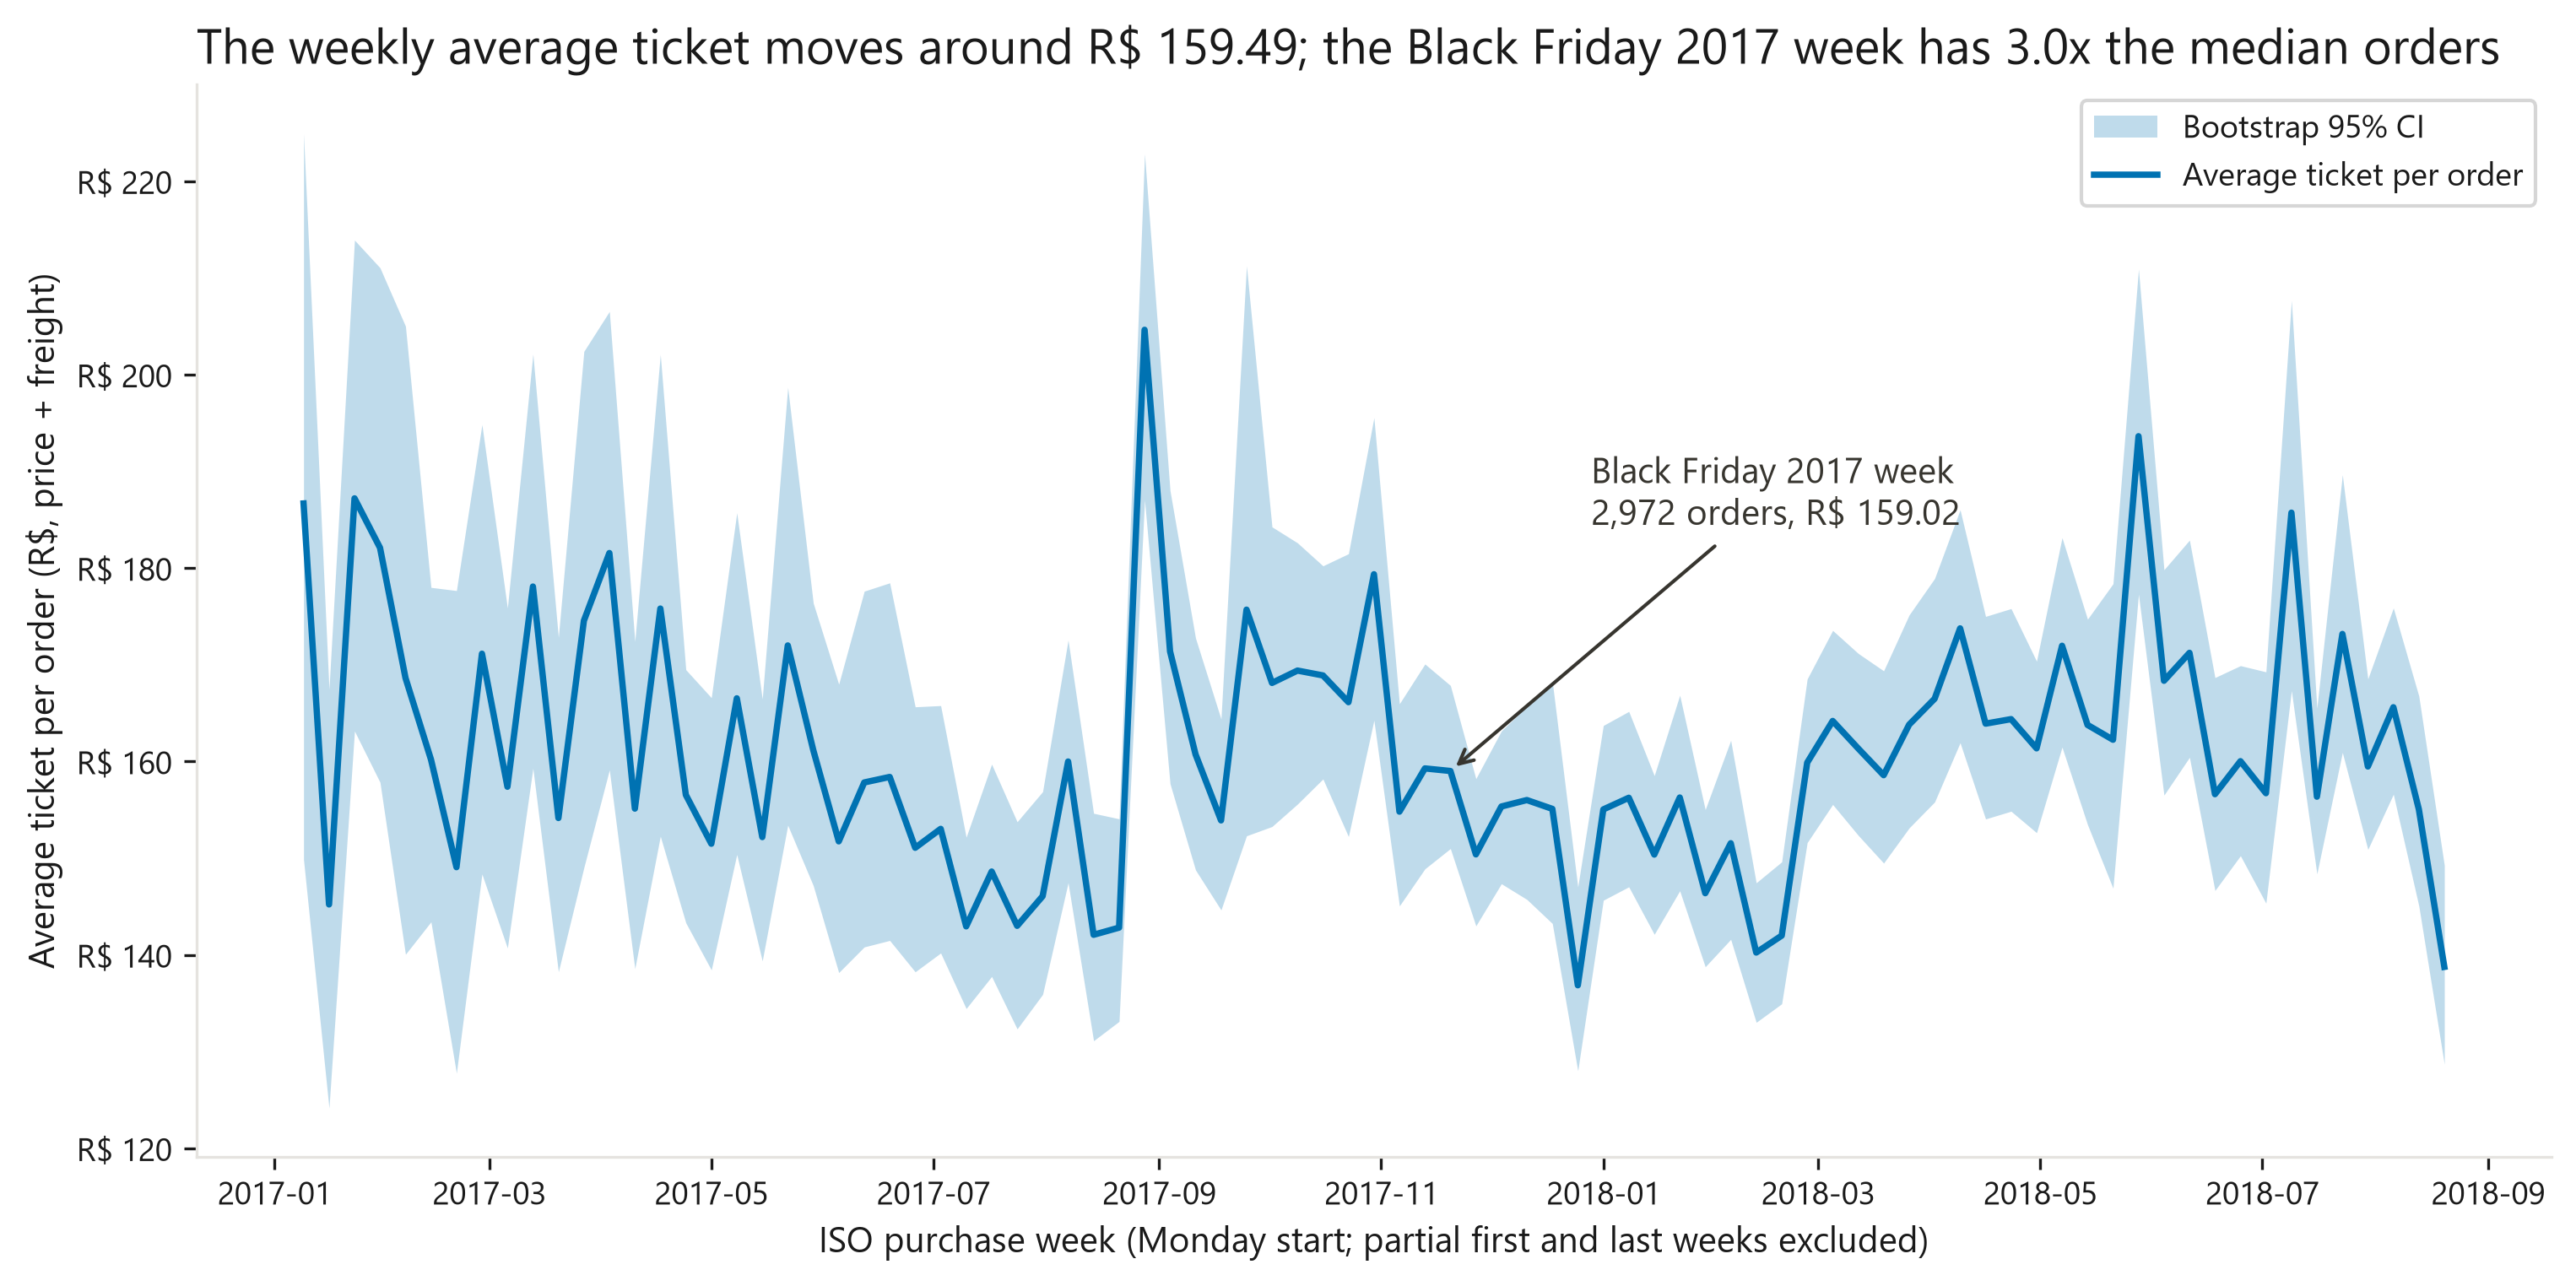 The weekly average ticket moves around R$ 159.49; the Black Friday 2017 week has 3.0x the median orders
Bootstrap 95% CI
Average ticket per order
Average ticket per order (R$, price + freight)
R$ 220
R$ 200
R$ 180
R$ 160
R$ 140
R$ 120
Black Friday 2017 week
2,972 orders, R$ 159.02
2017-01
2017-03
2017-05
2017-07
2017-09
2017-11
2018-01
2018-03
2018-05
2018-07
2018-09
ISO purchase week (Monday start; partial first and last weeks excluded)